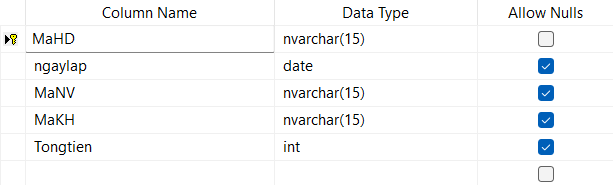 Column Name Data Type Allow Nulls
MaHD nvarchar(15)
ngaylap date
MaNV nvarchar(15)
MaKH nvarchar(15)
Tongtien int